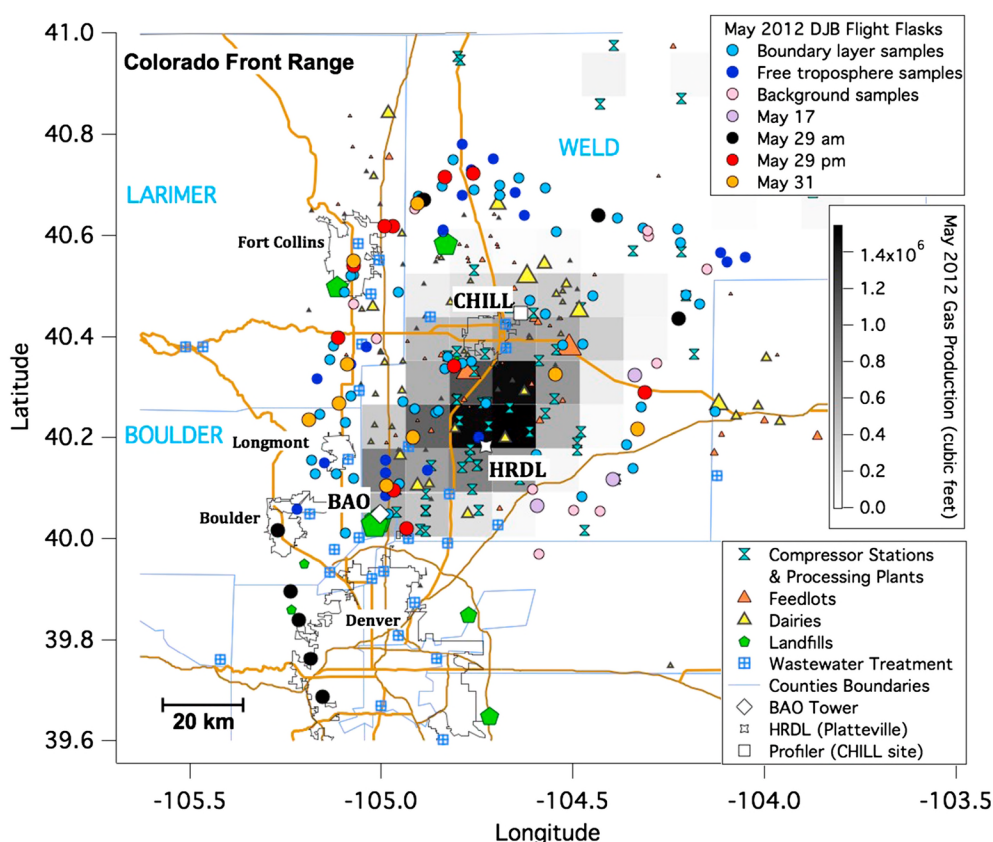 41.0
40.8
40.6
40.4
40.2
40.0
39.8
39.6
Latitude
-105.5
-105.0
-104.5
-104.0
-103.5
Longitude
Colorado Front Range
WELD
LARIMER
Fort Collins
CHILL
BOULDER
Longmont
HRDL
BAO
Boulder
Denver
20 km
May 2012 DJB Flight Flasks
Boundary layer samples
Free troposphere samples
Background samples
May 17
May 29 am
May 29 pm
May 31
May 2012 Gas Production (cubic feet)
1.4x10⁶
1.2
1.0
0.8
0.6
0.4
0.2
0.0
Compressor Stations
& Processing Plants
Feedlots
Dairies
Landfills
Wastewater Treatment
Counties Boundaries
BAO Tower
HRDL (Platteville)
Profiler (CHILL site)